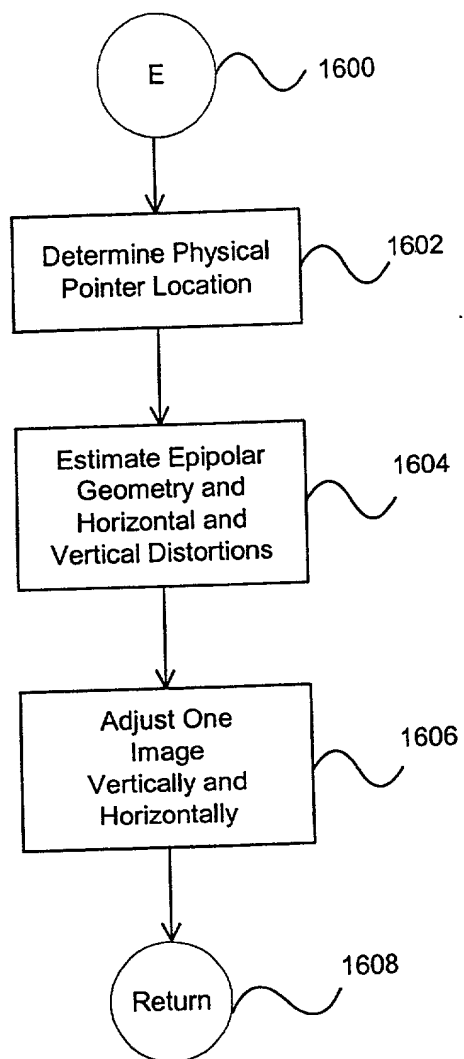 E
1600
Determine Physical
Pointer Location
1602
Estimate Epipolar
Geometry and
Horizontal and
Vertical Distortions
1604
Adjust One
Image
Vertically and
Horizontally
1606
Return
1608